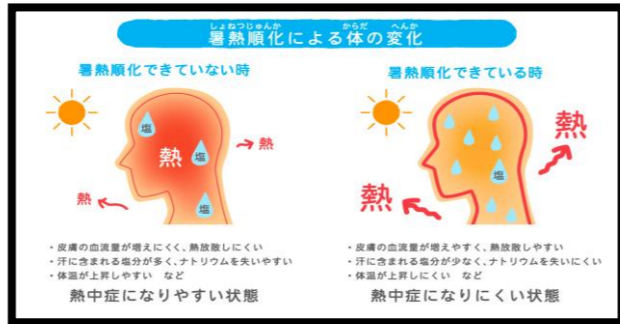 しょねつじゅんか からだ へんか
暑熱順化による体の変化
暑熱順化できていない時
塩
熱
塩
塩
熱
熱
・皮膚の血流量が増えにくく、熱放散しにくい
・汗に含まれる塩分が多く、ナトリウムを失いやすい
・体温が上昇しやすい など
熱中症になりやすい状態
暑熱順化できている時
熱
塩
熱
・皮膚の血流量が増えやすく、熱放散しやすい
・汗に含まれる塩分が少なく、ナトリウムを失いにくい
・体温が上昇しにくい など
熱中症になりにくい状態